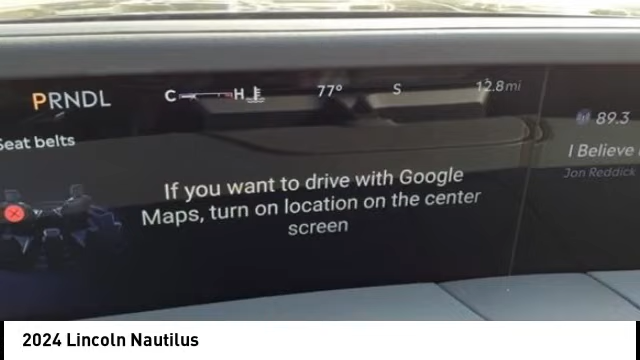 PRNDL
C H 77° S 12.8mi
89.3
Seat belts
I Believe
Jon Reddick
If you want to drive with Google
Maps, turn on location on the center
screen
2024 Lincoln Nautilus